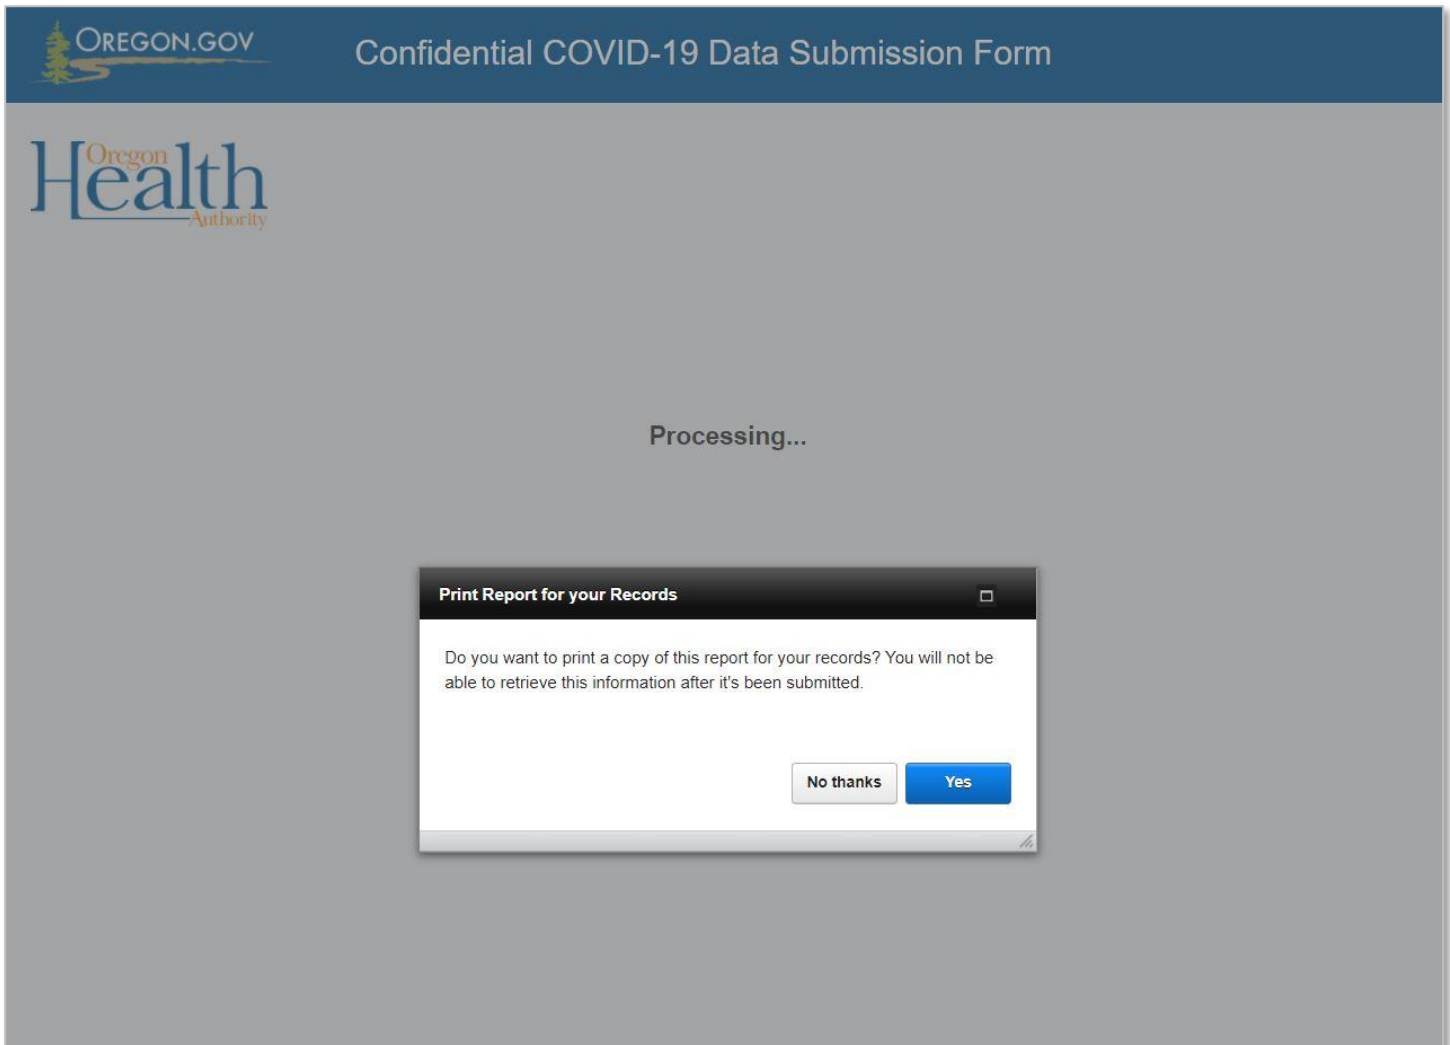 OREGON.GOV
Confidential COVID-19 Data Submission Form
Oregon
Health
Authority
Processing...
Print Report for your Records
Do you want to print a copy of this report for your records? You will not be
able to retrieve this information after it's been submitted.
No thanks
Yes